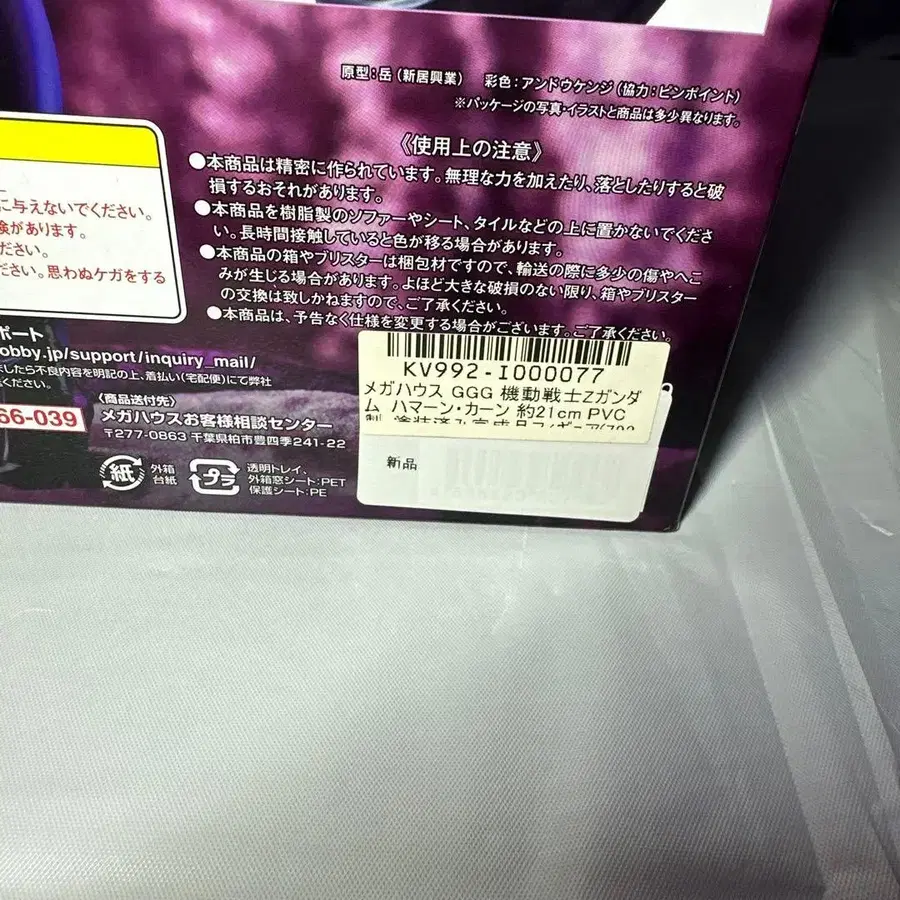 原型:岳(新居興業) 彩色:アンドウケンジ(協力:ピンポイント)
※パッケージの写真・イラストと商品は多少異なります。
《使用上の注意》
●本商品は精密に作られています。無理な力を加えたり、落としたりすると破
損するおそれがあります。
●本商品を樹脂製のソファーやシート、タイルなどの上に置かないでくださ
い。長時間接触していると色が移る場合があります。
●本商品の箱やブリスターは梱包材ですので、輸送の際に多少の傷やへこ
みが生じる場合があります。よほど大きな破損のない限り、箱やブリスター
の交換は致しかねますので、ご了承ください。
●本商品は、予告なく仕様を変更する場合がございます。ご了承ください。
に与えないでください。
険があります。
ださい。
ださい。思わぬケガをする
ポート
obby.jp/support/inquiry_mail/
したら不良内容を明記の上、着払い(宅配便)にて弊社
ください。
66-039
〈商品送付先〉
メガハウスお客様相談センター
〒277-0863 千葉県柏市豊四季241-22
紙
外箱
台紙
プラ
透明トレイ、
外箱窓シート:PET
保護シート:PE
KV992-I000077
メガハウス GGG 機動戦士Zガンダ
ム ハマーン・カーン 約21cm PVC
製 塗装済み完成品フィギュア(792
新品